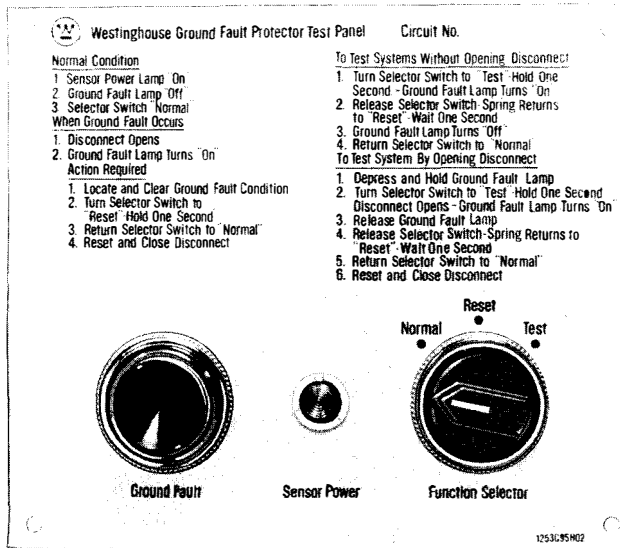 Westinghouse Ground Fault Protector Test Panel Circuit No.
Normal Condition
1 Sensor Power Lamp "On"
2. Ground Fault Lamp "Off"
3. Selector Switch "Normal
When Ground Fault Occurs
1. Disconnect Opens
2. Ground Fault Lamp Turns "On"
Action Required
1. Locate and Clear Ground Fault Condition
2. Turn Selector Switch to
"Reset"-Hold One Second
3. Return Selector Switch to "Normal"
4. Reset and Close Disconnect
To Test Systems Without Opening Disconnect
1. Turn Selector Switch to "Test"-Hold One
Second - Ground Fault Lamp Turns "On
2. Release Selector Switch-Spring Returns
to "Reset"-Wait One Second
3. Ground Fault Lamp Turns "Off"
4. Return Selector Switch to "Normal
To Test System By Opening Disconnect
1. Depress and Hold Ground Fault Lamp
2. Turn Selector Switch to "Test"-Hold One Second
Disconnect Opens - Ground Fault Lamp Turns "On"
3. Release Ground Fault Lamp
4. Release Selector Switch-Spring Returns to
"Reset"-Wait One Second
5. Return Selector Switch to "Normal"
6. Reset and Close Disconnect
Reset
Normal Test
Ground Fault Sensor Power Function Selector
1253C95H02